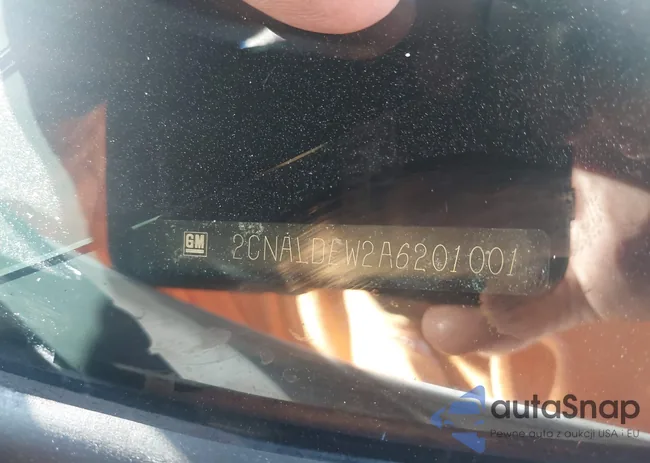 GM 2CNALDEW2A6201001
autaSnap
Pewne auta z aukcji USA i EU